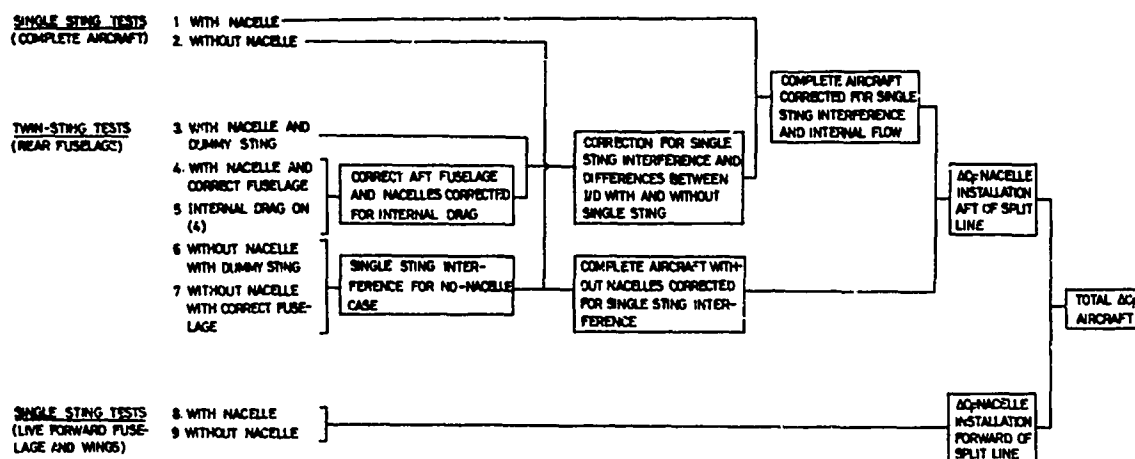 SINGLE STING TESTS
(COMPLETE AIRCRAFT)
1 WITH NACELLE
2. WITHOUT NACELLE
COMPLETE AIRCRAFT
CORRECTED FOR SINGLE
STING INTERFERENCE
AND INTERNAL FLOW
TWIN-STING TESTS
(REAR FUSELAGE)
3. WITH NACELLE AND
DUMMY STING
4. WITH NACELLE AND
CORRECT FUSELAGE
5 INTERNAL DRAG ON
(4)
CORRECT AFT FUSELAGE
AND NACELLES CORRECTED
FOR INTERNAL DRAG
CORRECTION FOR SINGLE
STING INTERFERENCE AND
DIFFERENCES BETWEEN
I/D WITH AND WITHOUT
SINGLE STING
ΔCF NACELLE
INSTALLATION
AFT OF SPLIT
LINE
6 WITHOUT NACELLE
WITH DUMMY STING
7 WITHOUT NACELLE
WITH CORRECT FUSE-
LAGE
SINGLE STING INTER-
FERENCE FOR NO-NACELLE
CASE
COMPLETE AIRCRAFT WITH-
OUT NACELLES CORRECTED
FOR SINGLE STING INTER-
FERENCE
TOTAL ΔCF
AIRCRAFT
SINGLE STING TESTS
(LIVE FORWARD FUSE-
LAGE AND WINGS)
8. WITH NACELLE
9 WITHOUT NACELLE
ΔCF NACELLE
INSTALLATION
FORWARD OF
SPLIT LINE